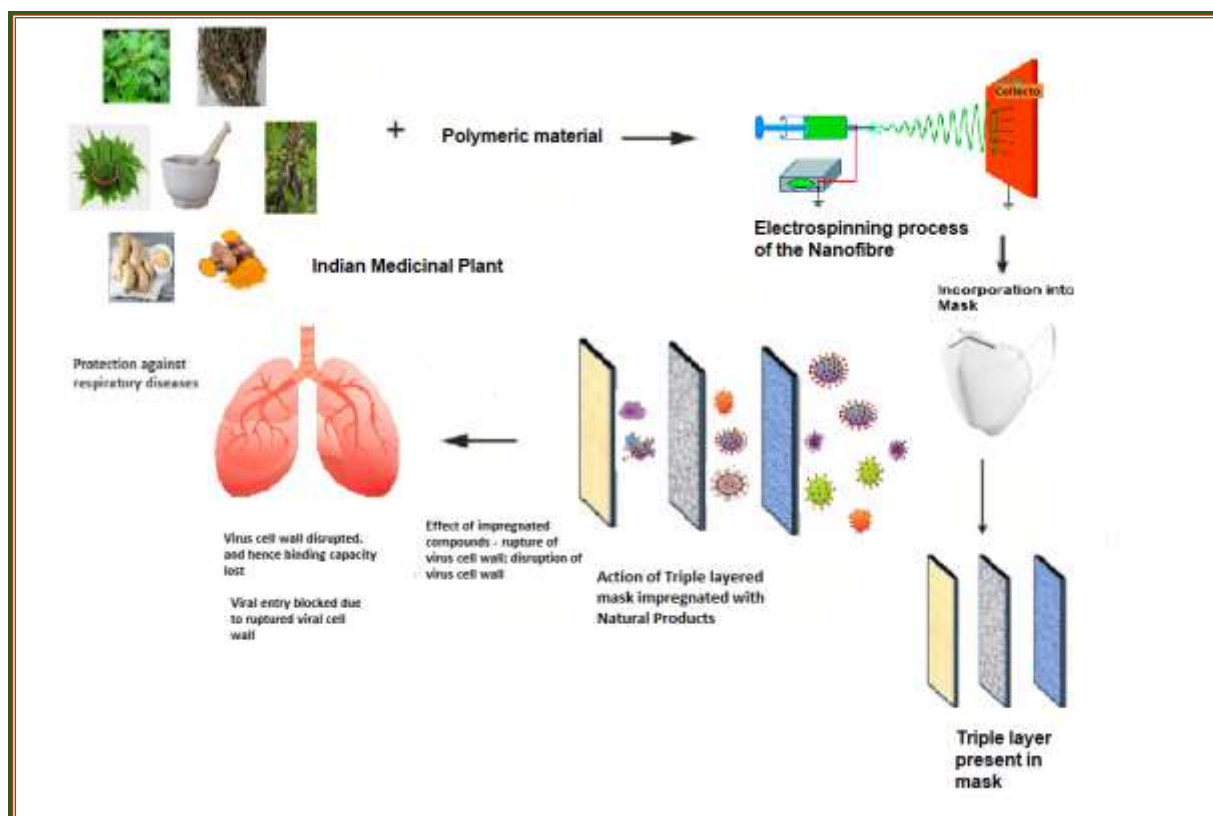 Collecto
+
Polymeric material
Electrospinning process
of the Nanofibre
Indian Medicinal Plant
Incorporation into
Mask
Protection against
respiratory diseases
Virus cell wall disrupted,
and hence binding capacity
lost
Viral entry blocked due
to ruptured viral cell
wall
Effect of impregnated
compounds - rupture of
virus cell wall; disruption of
virus cell wall
Action of Triple layered
mask impregnated with
Natural Products
Triple layer
present in
mask